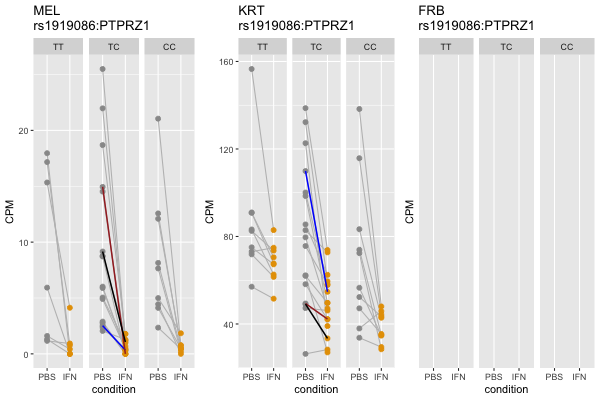 MEL
rs1919086:PTPRZ1
TT TC CC
CPM
20
10
0
PBS IFN PBS IFN PBS IFN
condition
KRT
rs1919086:PTPRZ1
TT TC CC
CPM
160
120
80
40
PBS IFN PBS IFN PBS IFN
condition
FRB
rs1919086:PTPRZ1
TT TC CC
CPM
PBS IFN PBS IFN PBS IFN
condition